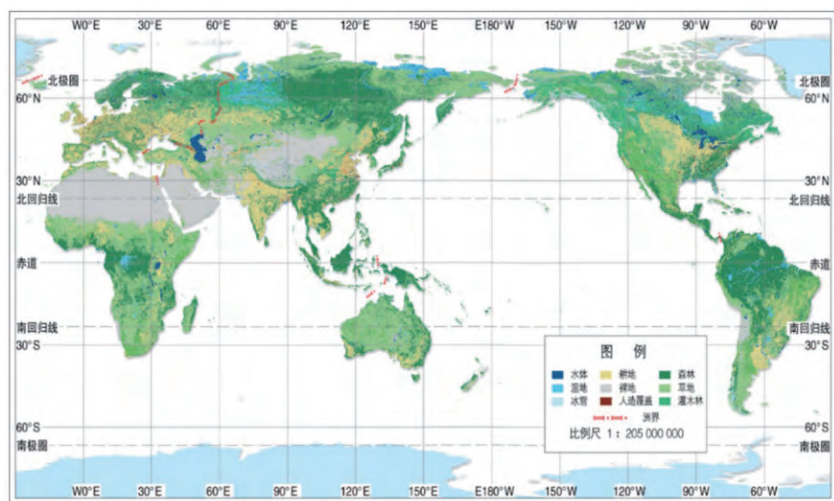 W0°E 30°E 60°E 90°E 120°E 150°E E180°W 150°W 120°W 90°W 60°W
北极圈 北极圈
60°N 60°N
30°N 30°N
北回归线 北回归线
赤道 赤道
南回归线 南回归线
30°S 30°S
图 例
水体 耕地 森林
湿地 裸地 草地
冰雪 人造覆盖 灌木林
洲界
比例尺 1：205 000 000
60°S 60°S
南极圈 南极圈
W0°E 30°E 60°E 90°E 120°E 150°E E180°W 150°W 120°W 90°W 60°W